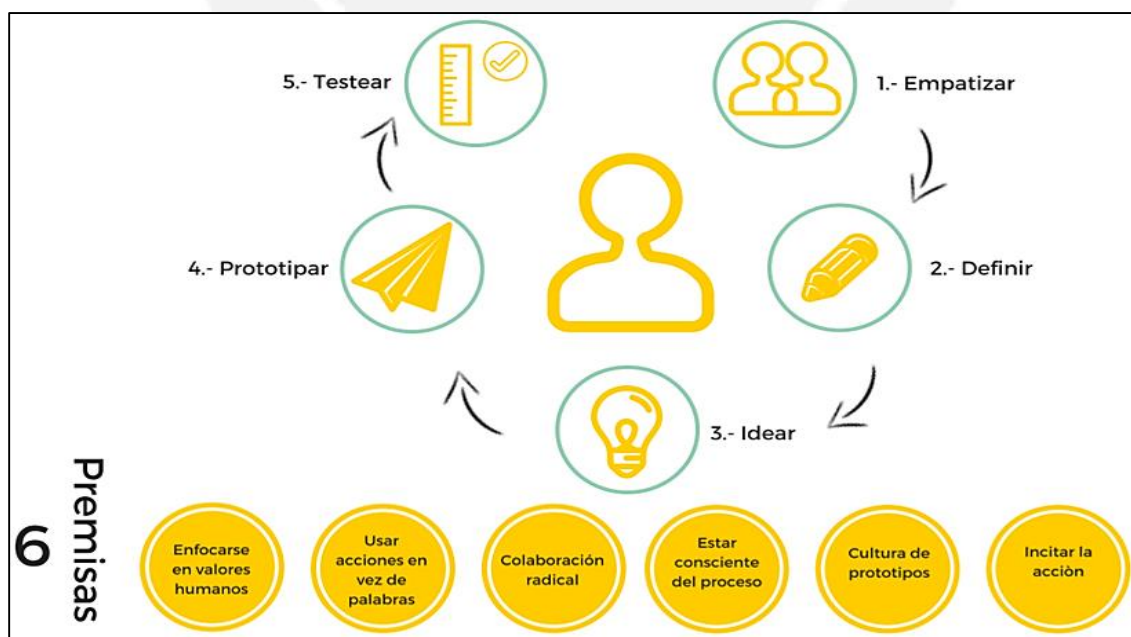 1.- Empatizar
2.- Definir
3.- Idear
4.- Prototipar
5.- Testear
6
Premisas
Enfocarse
en valores
humanos
Usar
acciones en
vez de
palabras
Colaboración
radical
Estar
consciente
del proceso
Cultura de
prototipos
Incitar la
acciòn